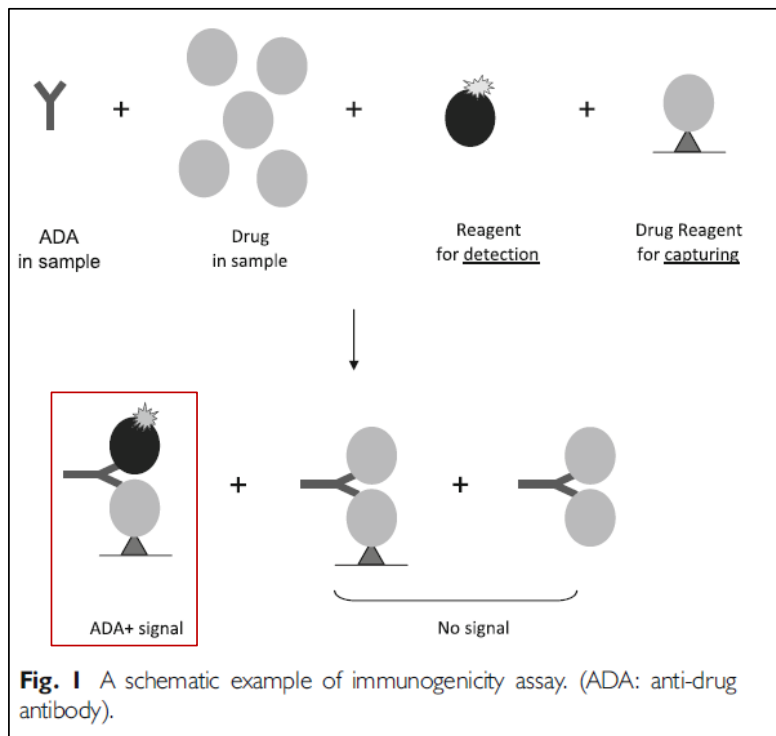 + + +
ADA
in sample
Drug
in sample
Reagent
for detection
Drug Reagent
for capturing
+ +
ADA+ signal
No signal
Fig. 1 A schematic example of immunogenicity assay. (ADA: anti-drug
antibody).